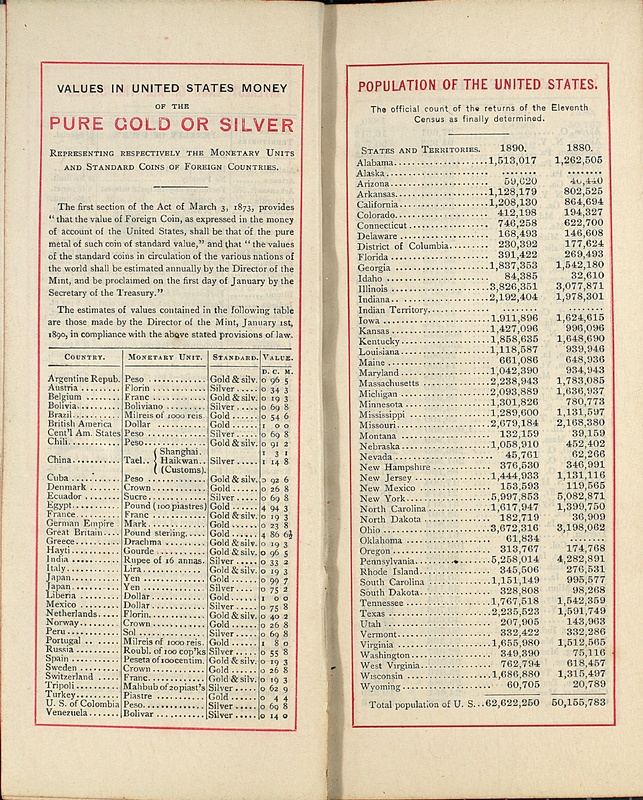 VALUES IN UNITED STATES MONEY
OF THE
PURE GOLD OR SILVER
REPRESENTING RESPECTIVELY THE MONETARY UNITS
AND STANDARD COINS OF FOREIGN COUNTRIES.
The first section of the Act of March 3, 1873, provides
"that the value of Foreign Coin, as expressed in the money
of account of the United States, shall be that of the pure
metal of such coin of standard value," and that "the values
of the standard coins in circulation of the various nations of
the world shall be estimated annually by the Director of the
Mint, and be proclaimed on the first day of January by the
Secretary of the Treasury."
The estimates of values contained in the following table
are those made by the Director of the Mint, January 1st,
1890, in compliance with the above stated provisions of law.
COUNTRY. MONETARY UNIT. STANDARD. VALUE.
D. C. M.
Argentine Repub. Peso Gold & silv. 0 96 5
Austria Florin Silver 0 34 3
Belgium Franc Gold & silv. 0 19 3
Bolivia Boliviano Silver 0 69 8
Brazil Milreis of 1000 reis. Gold 0 54 6
British America Dollar Gold 1 0 0
Cent'l Am. States Peso Silver 0 69 8
Chili Peso Gold & silv. 0 91 2
China Tael Silver
Shanghai. 1 3 1
Haikwan. 1 14 8
(Customs).
Cuba Peso Gold & silv. 0 92 6
Denmark Crown Gold 0 26 8
Ecuador Sucre Silver 0 69 8
Egypt Pound (100 piastres) Gold 4 94 3
France Franc Gold & silv. 0 19 3
German Empire Mark Gold 0 23 8
Great Britain Pound sterling. Gold 4 86 6½
Greece Drachma Gold & silv. 0 19 3
Hayti Gourde Gold & silv. 0 96 5
India Rupee of 16 annas. Silver 0 33 2
Italy Lira Gold & silv. 0 19 3
Japan Yen Gold 0 99 7
Japan Yen Silver 0 75 2
Liberia Dollar Gold 1 0 0
Mexico Dollar Silver 0 75 8
Netherlands Florin Gold & silv. 0 40 2
Norway Crown Gold 0 26 8
Peru Sol Silver 0 69 8
Portugal Milreis of 1000 reis. Gold 1 8 0
Russia Roubl. of 100 cop'ks Silver 0 55 8
Spain Peseta of 100 centim. Gold & silv. 0 19 3
Sweden Crown Gold 0 26 8
Switzerland Franc Gold & silv. 0 19 3
Tripoli Mahbub of 20 piast's Silver 0 62 9
Turkey Piastre Gold 0 4 4
U. S. of Colombia Peso Silver 0 69 8
Venezuela Bolivar Silver 0 14 0
POPULATION OF THE UNITED STATES.
The official count of the returns of the Eleventh
Census as finally determined.
STATES AND TERRITORIES. 1890. 1880.
Alabama 1,513,017 1,262,505
Alaska
Arizona 59,620 40,440
Arkansas 1,128,179 802,525
California 1,208,130 864,694
Colorado 412,198 194,327
Connecticut 746,258 622,700
Delaware 168,493 146,608
District of Columbia 230,392 177,624
Florida 391,422 269,493
Georgia 1,837,353 1,542,180
Idaho 84,385 32,610
Illinois 3,826,351 3,077,871
Indiana 2,192,404 1,978,301
Indian Territory
Iowa 1,911,896 1,624,615
Kansas 1,427,096 996,096
Kentucky 1,858,635 1,648,690
Louisiana 1,118,587 939,946
Maine 661,086 648,936
Maryland 1,042,390 934,943
Massachusetts 2,238,943 1,783,085
Michigan 2,093,889 1,636,937
Minnesota 1,301,826 780,773
Mississippi 1,289,600 1,131,597
Missouri 2,679,184 2,168,380
Montana 132,159 39,159
Nebraska 1,058,910 452,402
Nevada 45,761 62,266
New Hampshire 376,530 346,991
New Jersey 1,444,933 1,131,116
New Mexico 153,593 119,565
New York 5,997,853 5,082,871
North Carolina 1,617,947 1,399,750
North Dakota 182,719 36,909
Ohio 3,672,316 3,198,062
Oklahoma 61,834
Oregon 313,767 174,768
Pennsylvania 5,258,014 4,282,891
Rhode Island 345,506 276,531
South Carolina 1,151,149 995,577
South Dakota 328,808 98,268
Tennessee 1,767,518 1,542,359
Texas 2,235,523 1,591,749
Utah 207,905 143,963
Vermont 332,422 332,286
Virginia 1,655,980 1,512,565
Washington 349,390 75,116
West Virginia 762,794 618,457
Wisconsin 1,686,880 1,315,497
Wyoming 60,705 20,789
Total population of U. S. 62,622,250 50,155,783